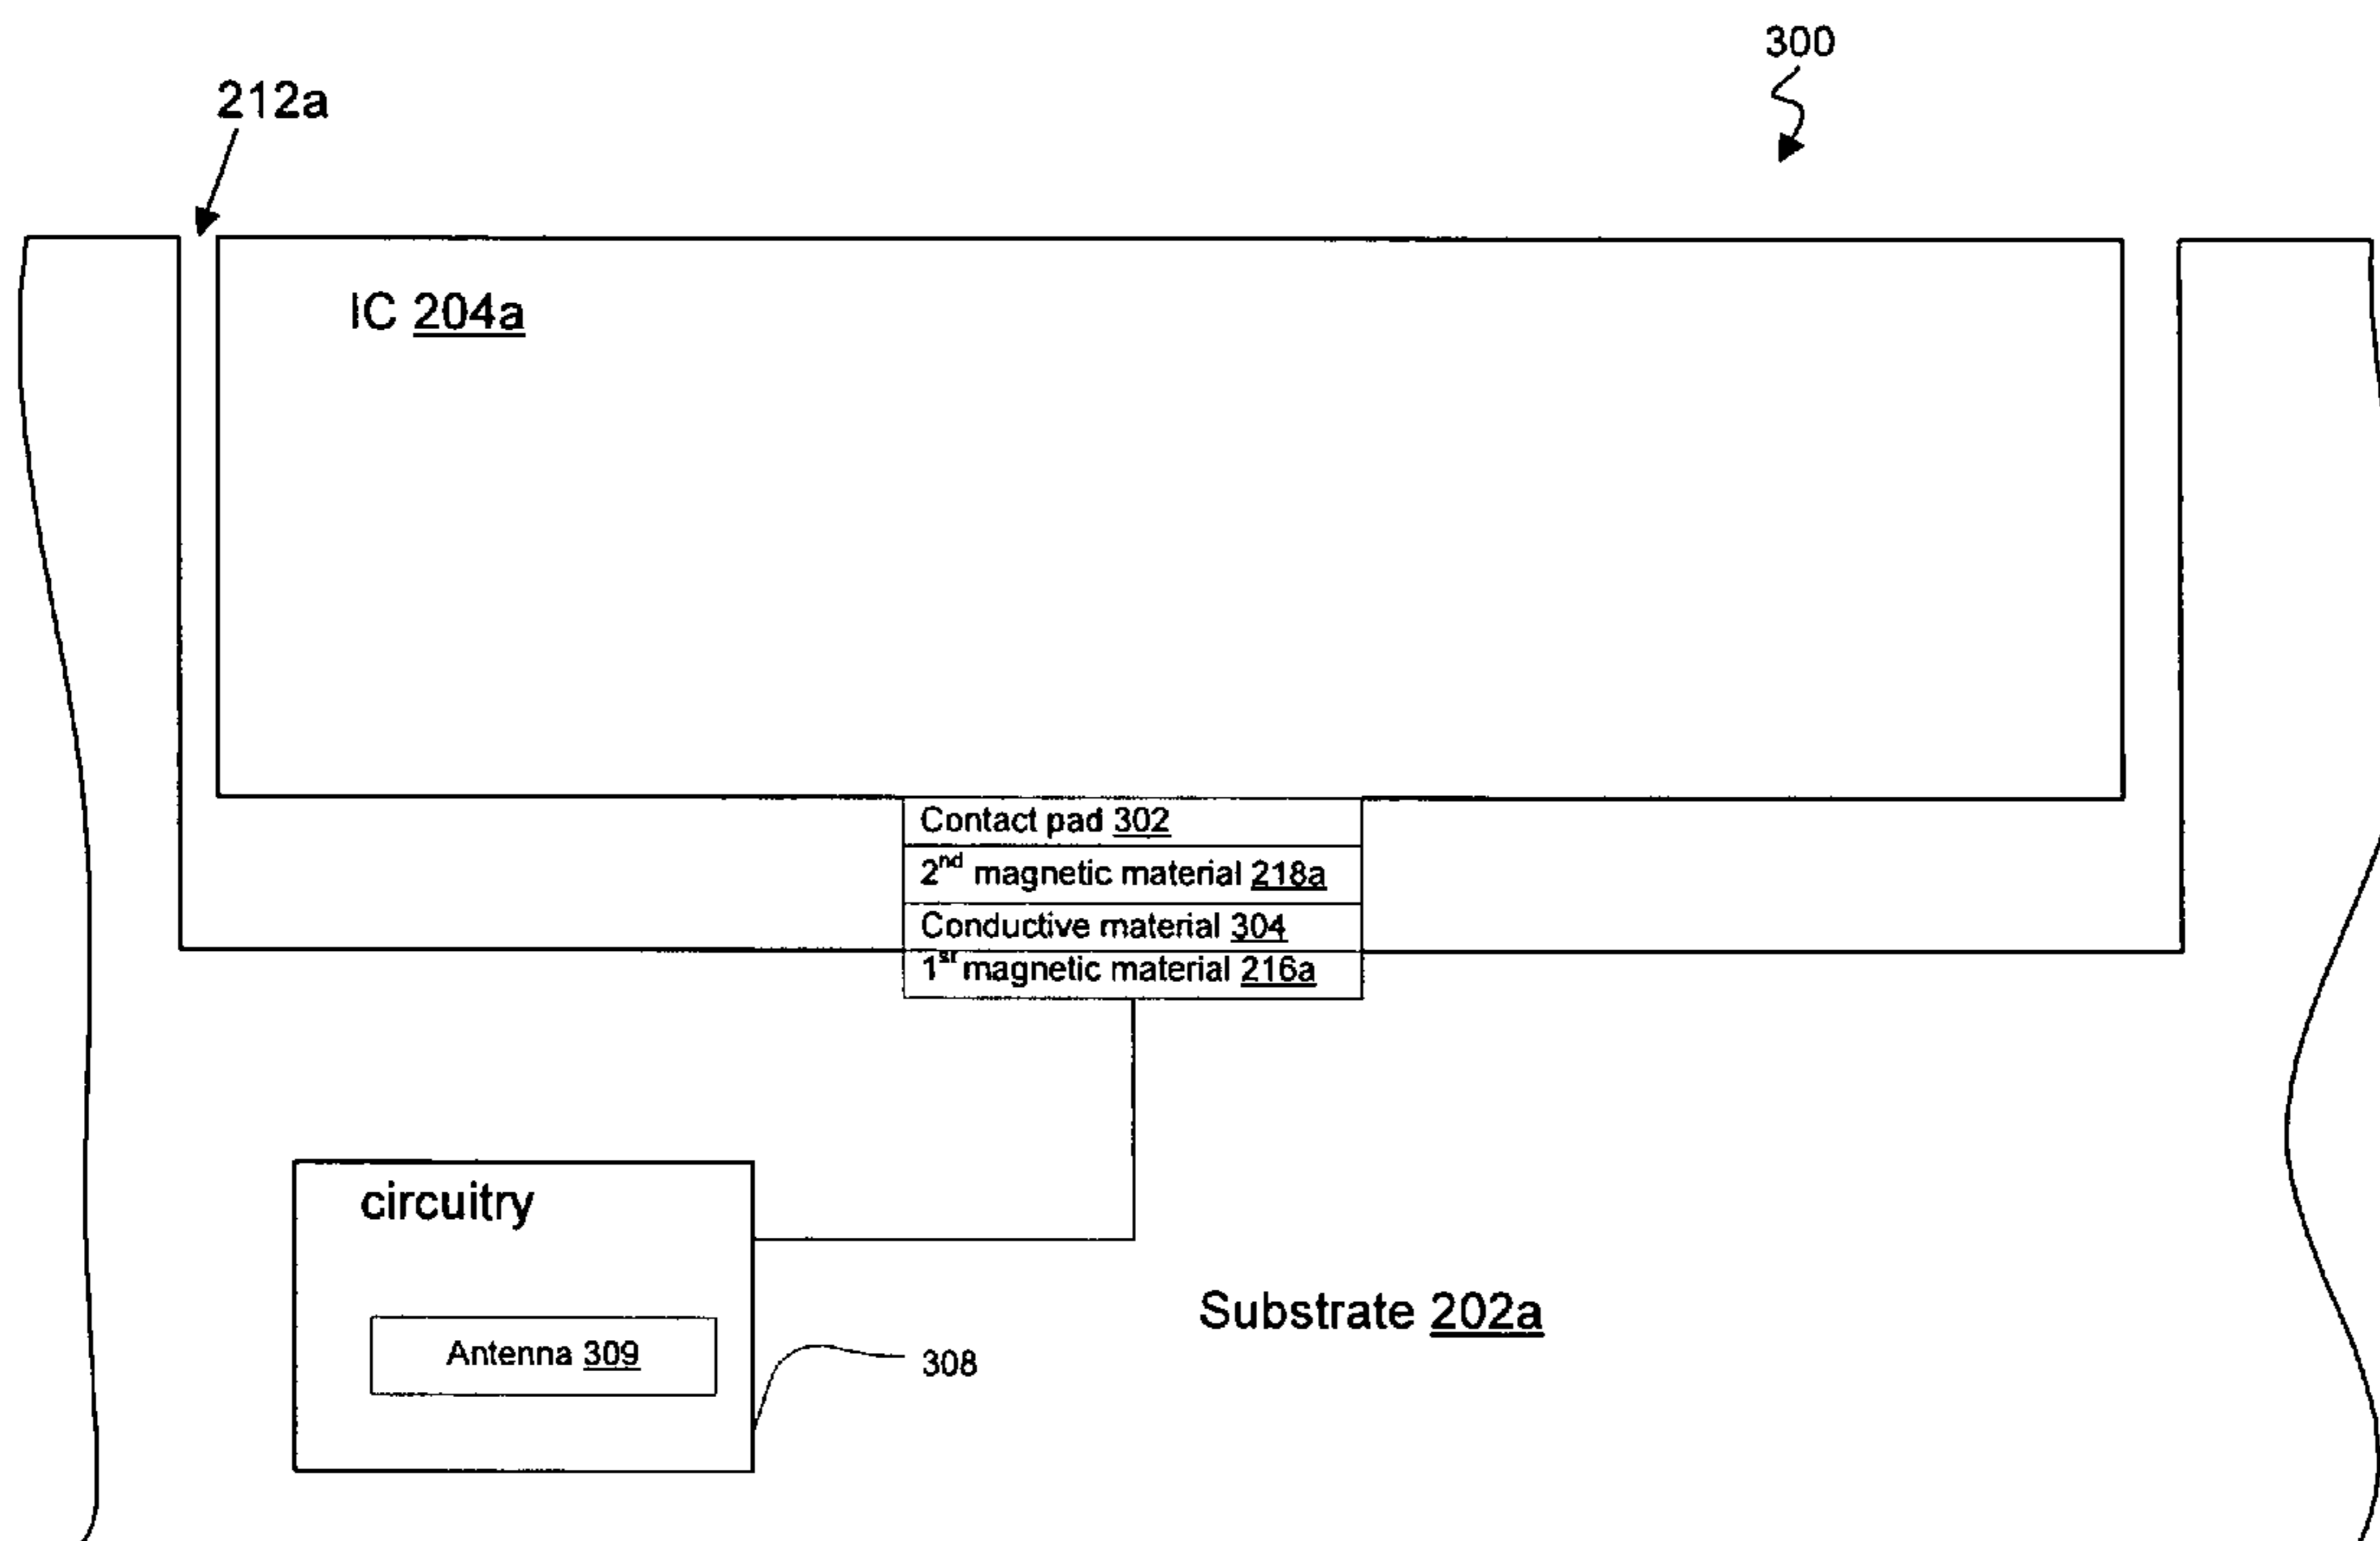 300
212a
IC 204a
Contact pad 302
2nd magnetic material 218a
Conductive material 304
1sr magnetic material 216a
circuitry
Substrate 202a
Antenna 309
308